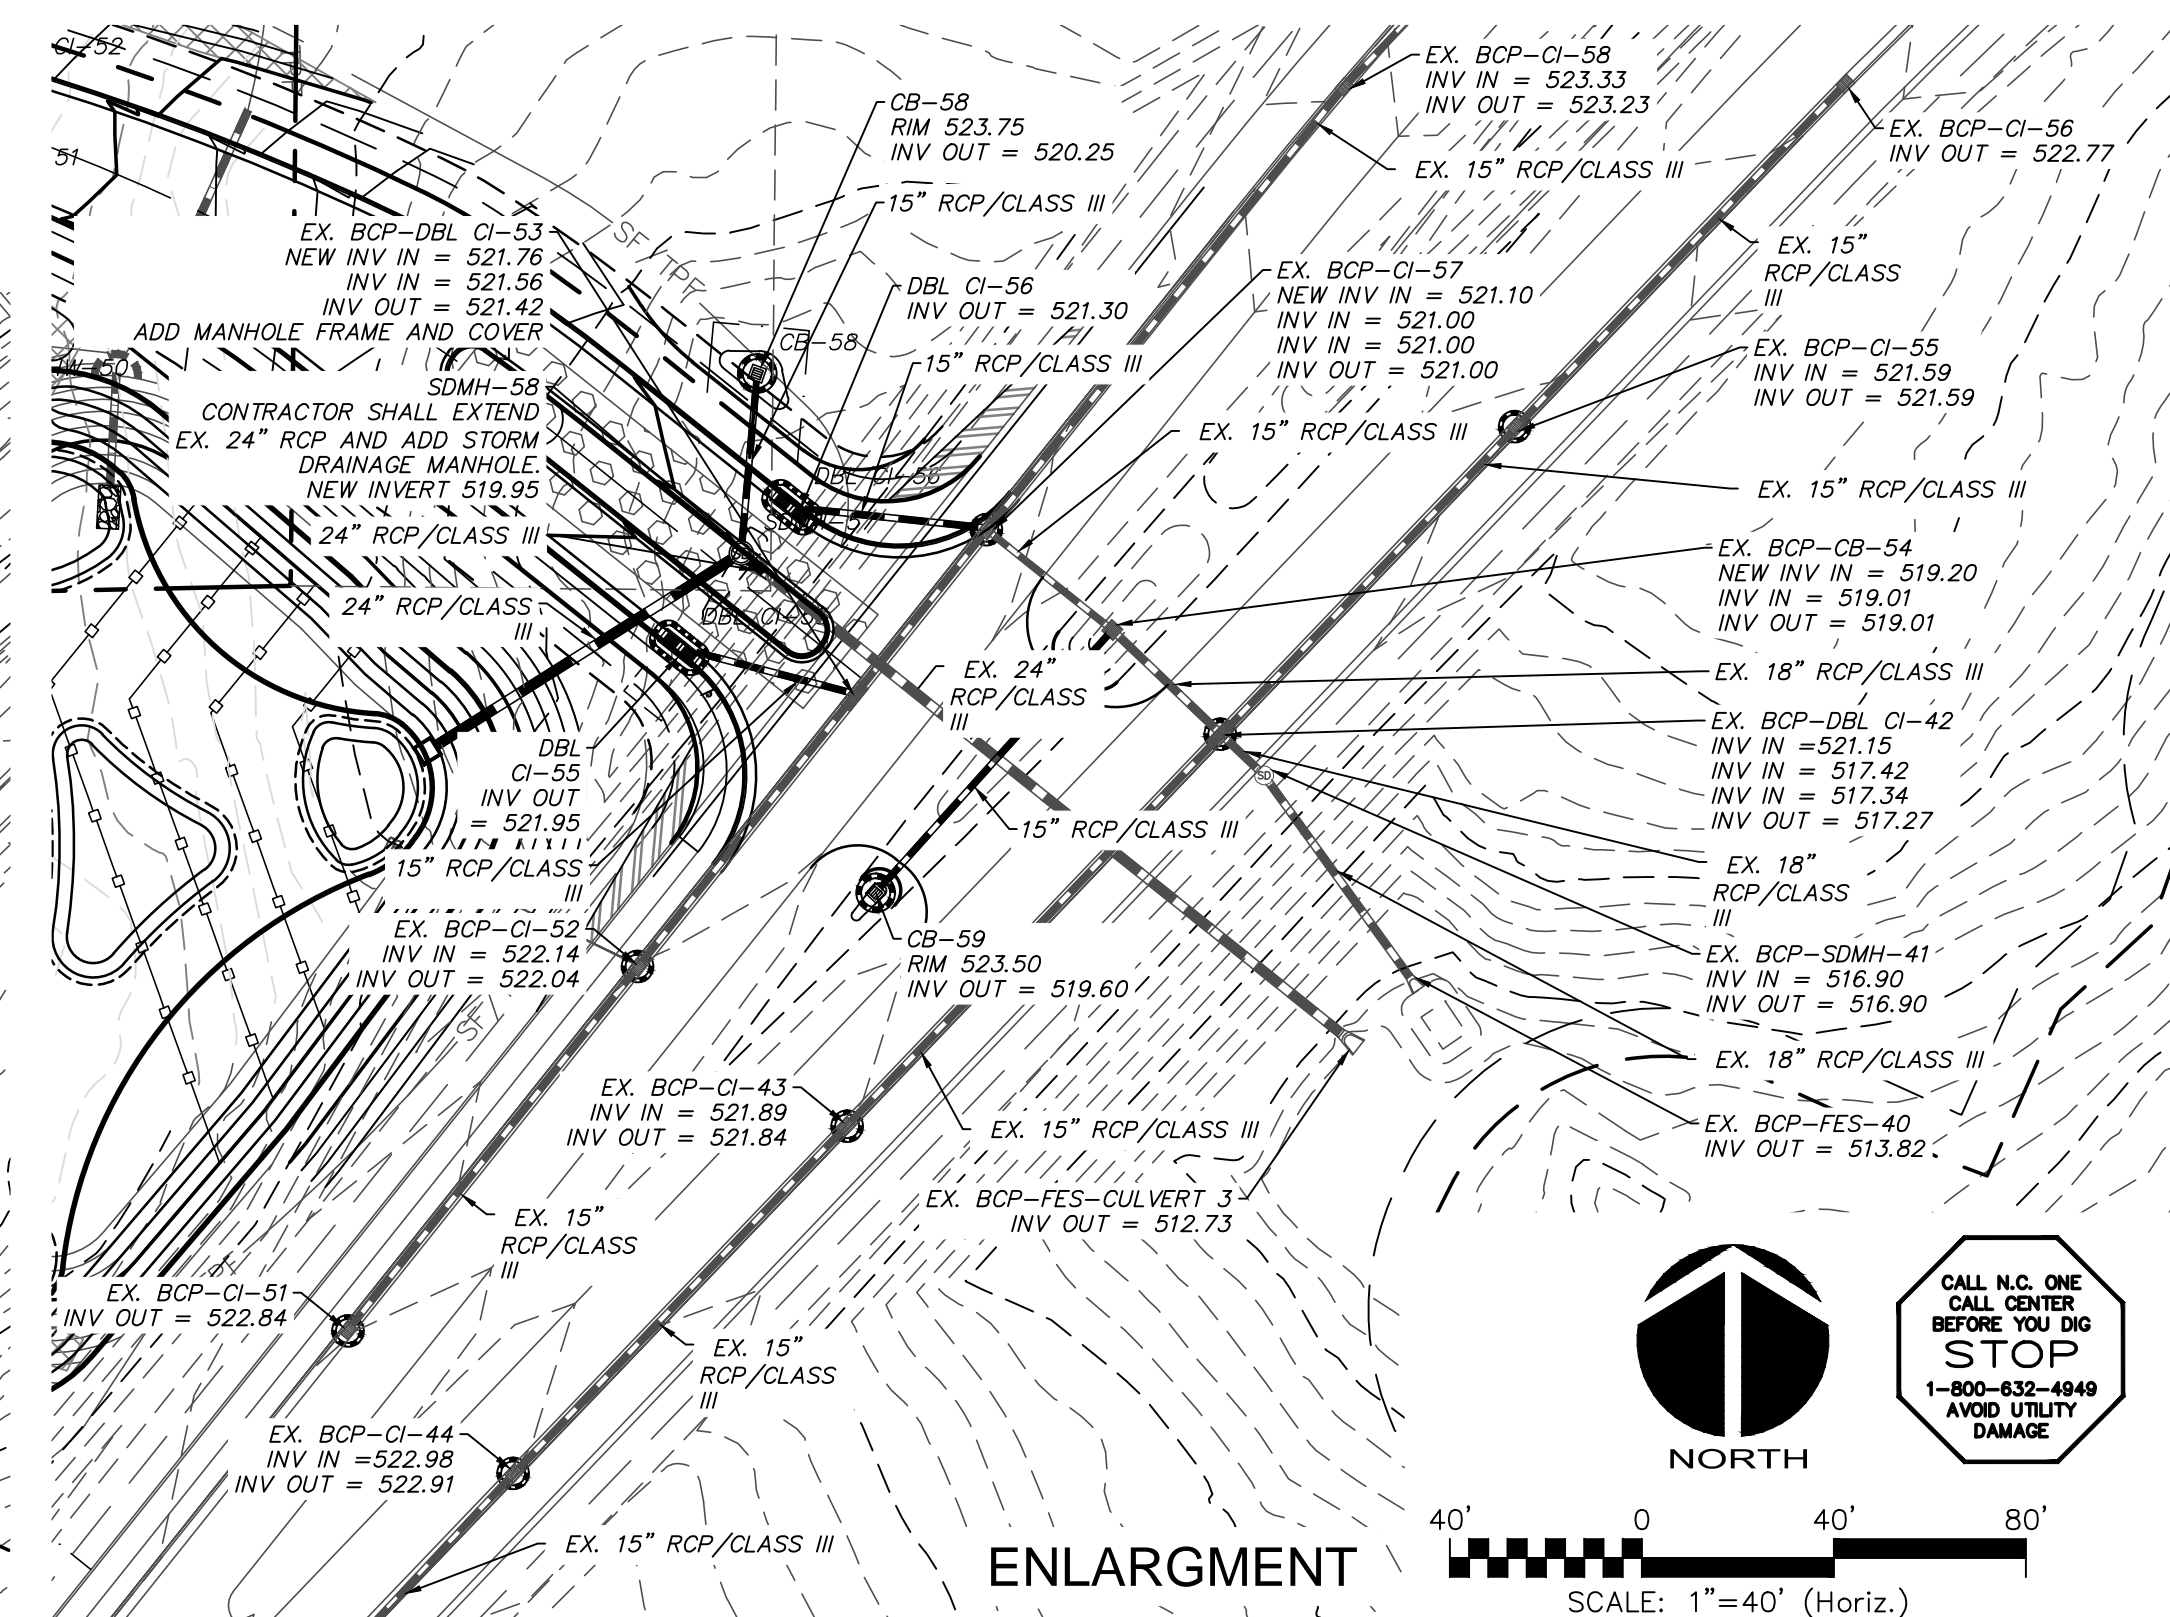 CI-52
51
EX. BCP-CI-58
INV IN = 523.33
INV OUT = 523.23
CB-58
RIM 523.75
INV OUT = 520.25
EX. BCP-CI-56
INV OUT = 522.77
EX. 15" RCP/CLASS III
15" RCP/CLASS III
EX. BCP-DBL CI-53
NEW INV IN = 521.76
INV IN = 521.56
INV OUT = 521.42
ADD MANHOLE FRAME AND COVER
SF
TPF
DBL CI-56
INV OUT = 521.30
EX. BCP-CI-57
NEW INV IN = 521.10
INV IN = 521.00
INV IN = 521.00
INV OUT = 521.00
EX. 15"
RCP/CLASS
III
CB-58
15" RCP/CLASS III
EX. BCP-CI-55
INV IN = 521.59
INV OUT = 521.59
SDMH-58
CONTRACTOR SHALL EXTEND
EX. 24" RCP AND ADD STORM
DRAINAGE MANHOLE.
NEW INVERT 519.95
EX. 15" RCP/CLASS III
DBL CI-56
EX. 15" RCP/CLASS III
24" RCP/CLASS III
EX. BCP-CB-54
NEW INV IN = 519.20
INV IN = 519.01
INV OUT = 519.01
24" RCP/CLASS
III
EX. 24"
RCP/CLASS
III
EX. 18" RCP/CLASS III
EX. BCP-DBL CI-42
INV IN =521.15
INV IN = 517.42
INV IN = 517.34
INV OUT = 517.27
DBL
CI-55
INV OUT
= 521.95
SD
15" RCP/CLASS III
15" RCP/CLASS
III
EX. 18"
RCP/CLASS
III
EX. BCP-CI-52
INV IN = 522.14
INV OUT = 522.04
CB-59
RIM 523.50
INV OUT = 519.60
EX. BCP-SDMH-41
INV IN = 516.90
INV OUT = 516.90
SF
EX. 18" RCP/CLASS III
EX. BCP-CI-43
INV IN = 521.89
INV OUT = 521.84
EX. 15" RCP/CLASS III
EX. BCP-FES-40
INV OUT = 513.82
EX. BCP-FES-CULVERT 3
INV OUT = 512.73
EX. 15"
RCP/CLASS
III
EX. BCP-CI-51
INV OUT = 522.84
EX. 15"
RCP/CLASS
III
EX. BCP-CI-44
INV IN =522.98
INV OUT = 522.91
EX. 15" RCP/CLASS III
NORTH
CALL N.C. ONE
CALL CENTER
BEFORE YOU DIG
STOP
1-800-632-4949
AVOID UTILITY
DAMAGE
ENLARGMENT
40' 0 40' 80'
SCALE: 1"=40' (Horiz.)